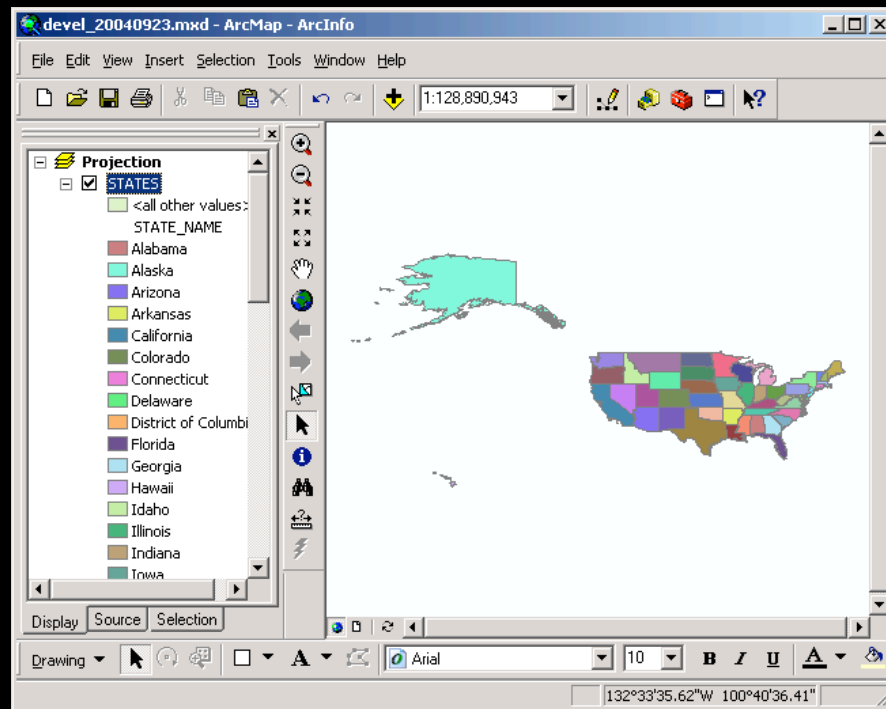 devel_20040923.mxd - ArcMap - ArcInfo
File Edit View Insert Selection Tools Window Help
1:128,890,943
Projection
STATES
<all other values>
STATE_NAME
Alabama
Alaska
Arizona
Arkansas
California
Colorado
Connecticut
Delaware
District of Columbi
Florida
Georgia
Hawaii
Idaho
Illinois
Indiana
Iowa
Display Source Selection
Drawing A Arial 10 B I U A
132°33'35.62"W 100°40'36.41"